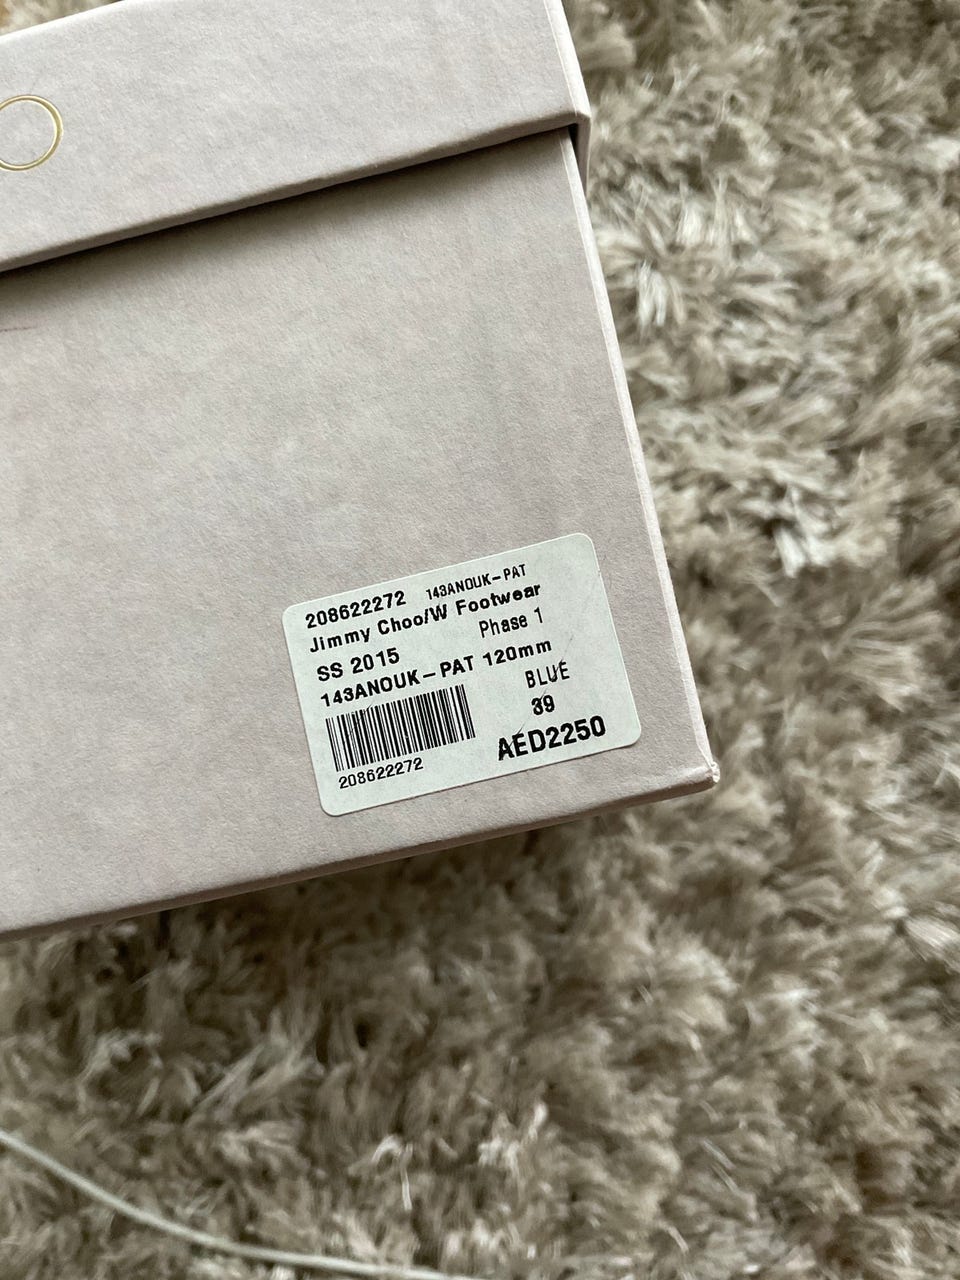 O
208622272 143ANOUK-PAT
Jimmy Choo/W Footwear
SS 2015 Phase 1
143ANOUK-PAT 120mm
BLUE
39
AED2250
208622272